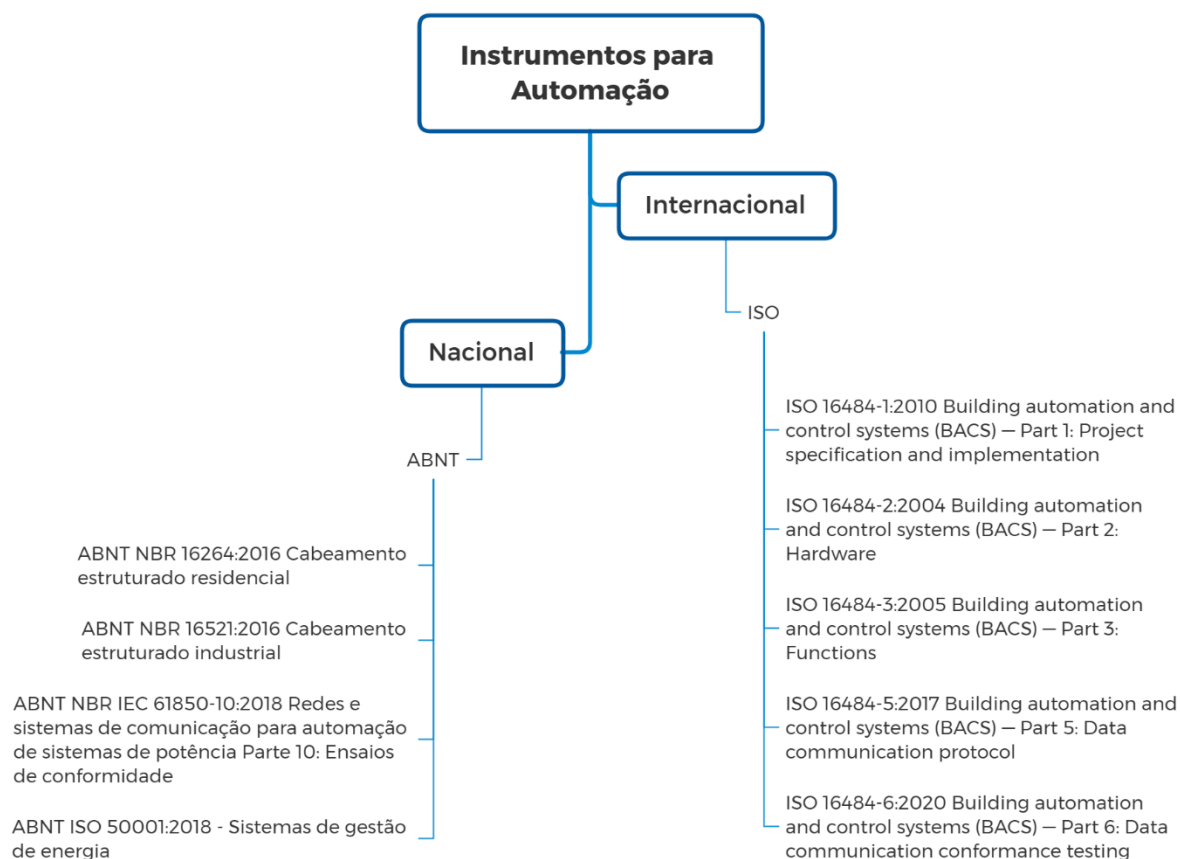 Instrumentos para
Automação
Internacional
ISO
ISO 16484-1:2010 Building automation and
control systems (BACS) — Part 1: Project
specification and implementation
ISO 16484-2:2004 Building automation
and control systems (BACS) — Part 2:
Hardware
ISO 16484-3:2005 Building automation
and control systems (BACS) — Part 3:
Functions
ISO 16484-5:2017 Building automation and
control systems (BACS) — Part 5: Data
communication protocol
ISO 16484-6:2020 Building automation
and control systems (BACS) — Part 6: Data
communication conformance testing
Nacional
ABNT
ABNT NBR 16264:2016 Cabeamento
estruturado residencial
ABNT NBR 16521:2016 Cabeamento
estruturado industrial
ABNT NBR IEC 61850-10:2018 Redes e
sistemas de comunicação para automação
de sistemas de potência Parte 10: Ensaios
de conformidade
ABNT ISO 50001:2018 - Sistemas de gestão
de energia